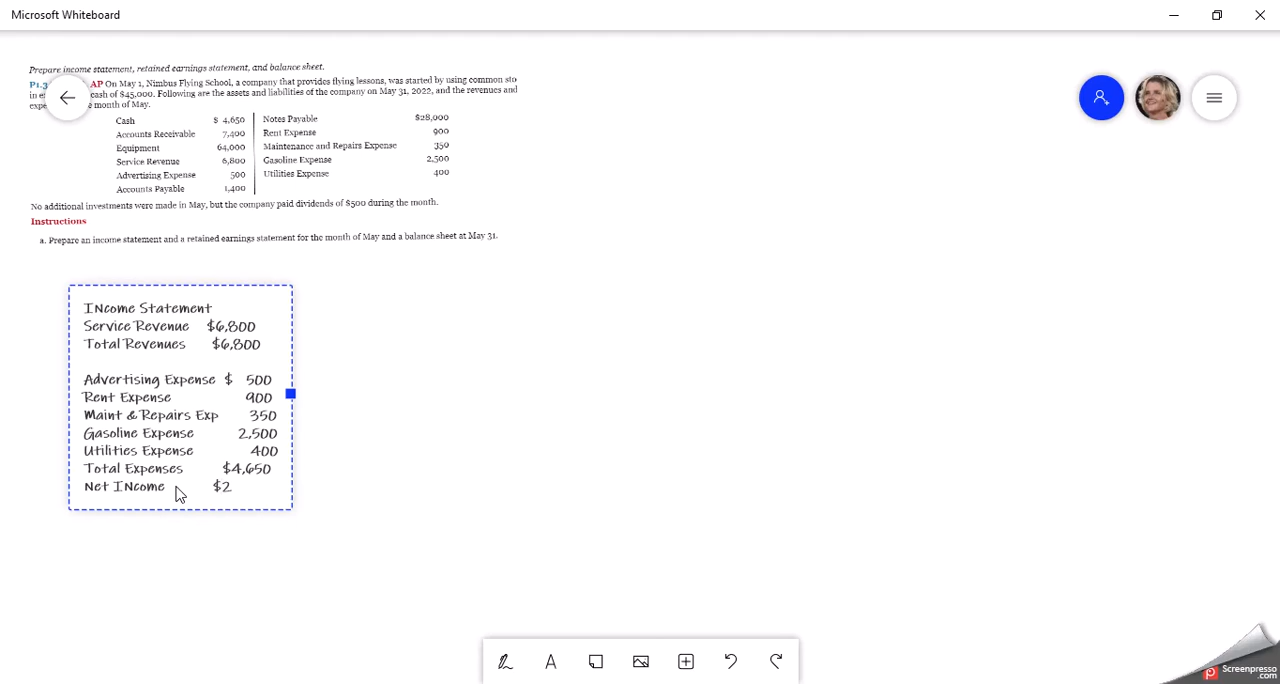 Microsoft Whiteboard
Prepare income statement, retained earnings statement, and balance sheet.
P1.3 AP On May 1, Nimbus Flying School, a company that provides flying lessons, was started by using common sto
in e cash of $45,000. Following are the assets and liabilities of the company on May 31, 2022, and the revenues and
expe e month of May.
Cash $ 4,650 Notes Payable $28,000
Accounts Receivable 7,400 Rent Expense 900
Equipment 64,000 Maintenance and Repairs Expense 350
Service Revenue 6,800 Gasoline Expense 2,500
Advertising Expense 500 Utilities Expense 400
Accounts Payable 1,400
No additional investments were made in May, but the company paid dividends of $500 during the month.
Instructions
a. Prepare an income statement and a retained earnings statement for the month of May and a balance sheet at May 31.
INcome Statement
Service Revenue $6,800
Total Revenues $6,800
Advertising Expense $ 500
Rent Expense 900
Maint & Repairs Exp 350
Gasoline Expense 2,500
Utilities Expense 400
Total Expenses $4,650
Net INcome $2
Screenpresso
.com